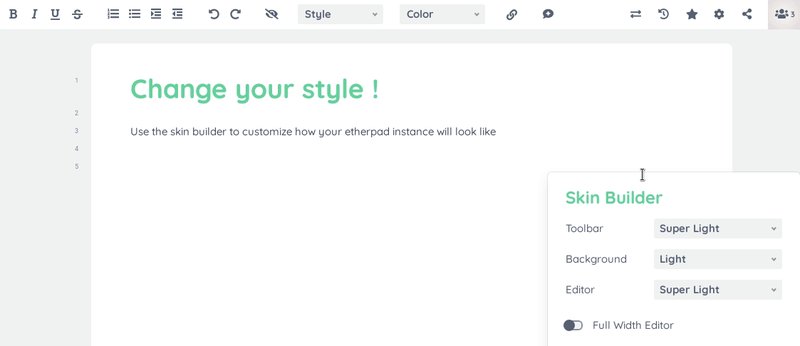 B I U S Style Color 3
1 Change your style !
2
3 Use the skin builder to customize how your etherpad instance will look like
4
5
Skin Builder
Toolbar Super Light
Background Light
Editor Super Light
Full Width Editor